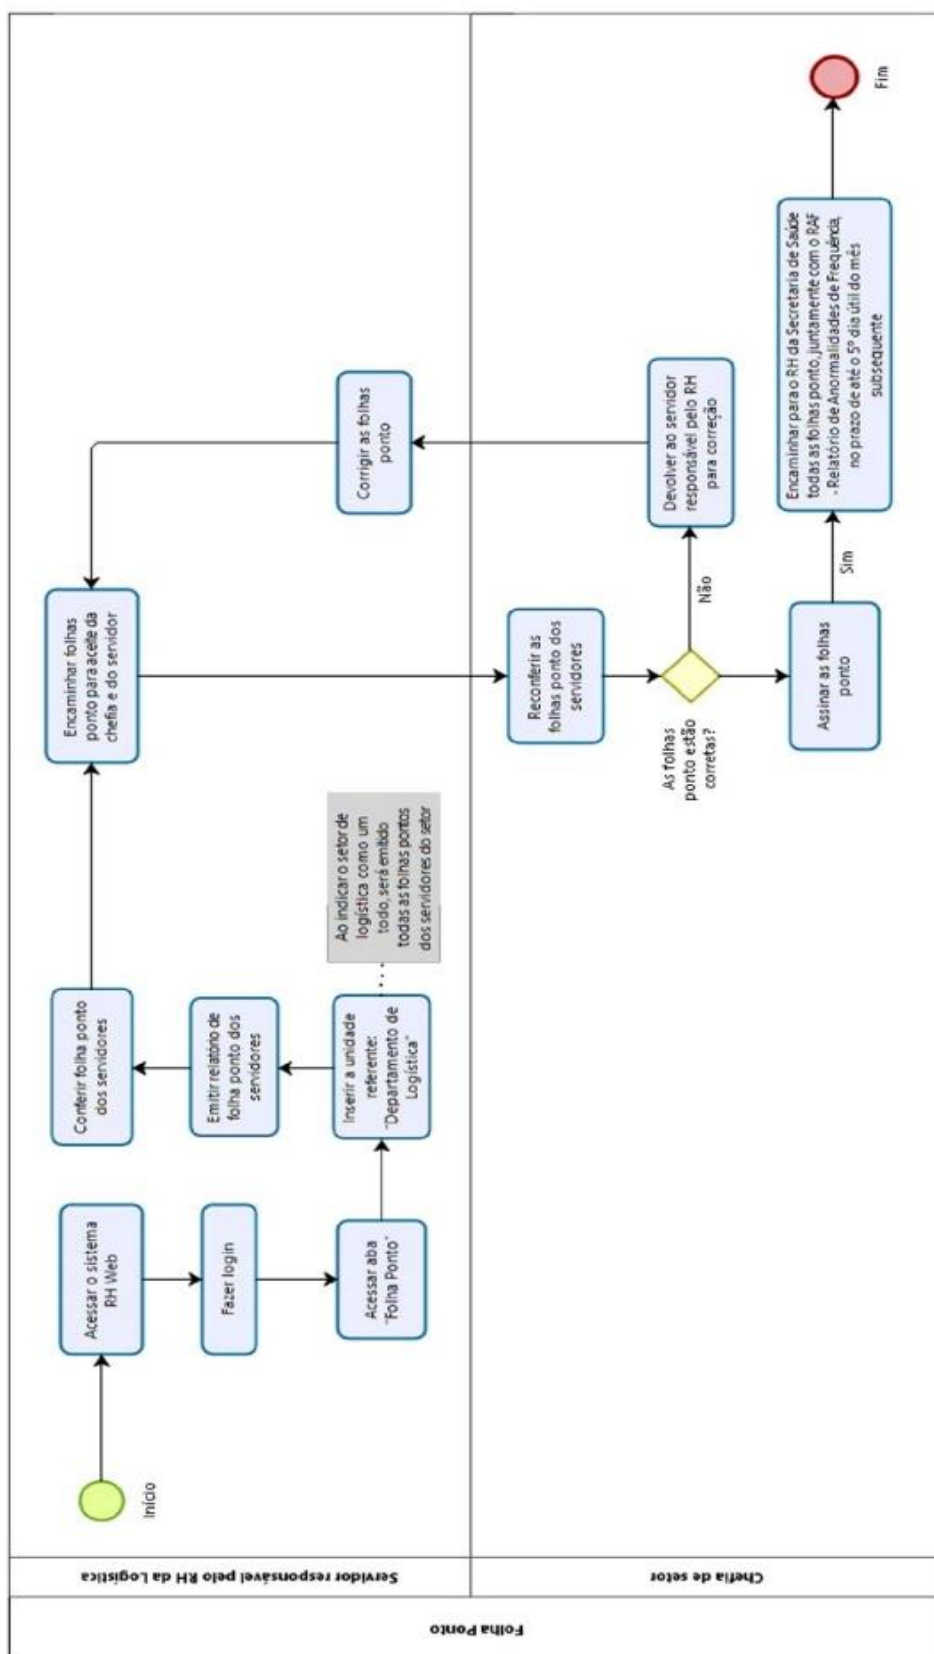 Folha Ponto
Servidor responsável pelo RH da Logística
Início
Acessar o sistema
RH Web
Fazer login
Acessar aba
"Folha Ponto"
Inserir a unidade
referente:
"Departamento de
Logística"
Ao indicar o setor de
logística como um
todo, será emitido
todas as folhas pontos
dos servidores do setor
Emitir relatório de
folha ponto dos
servidores
Conferir folha ponto
dos servidores
Encaminhar folhas
ponto para aceite da
chefia e do servidor
Corrigir as folhas
ponto
Chefia de setor
Reconferir as
folhas ponto dos
servidores
As folhas
ponto estão
corretas?
Não
Devolver ao servidor
responsável pelo RH
para correção
Assinar as folhas
ponto
Sim
Encaminhar para o RH da Secretaria de Saúde
todas as folhas ponto, juntamente com o RAF
- Relatório de Anormalidades de Frequência,
no prazo de até o 5º dia útil do mês
subsequente
Fim